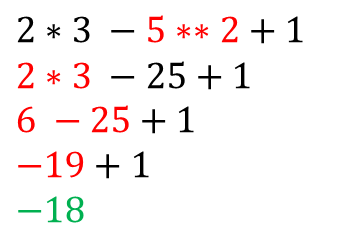 2 * 3 − 5 ** 2 + 1
2 * 3 − 25 + 1
6 − 25 + 1
−19 + 1
−18